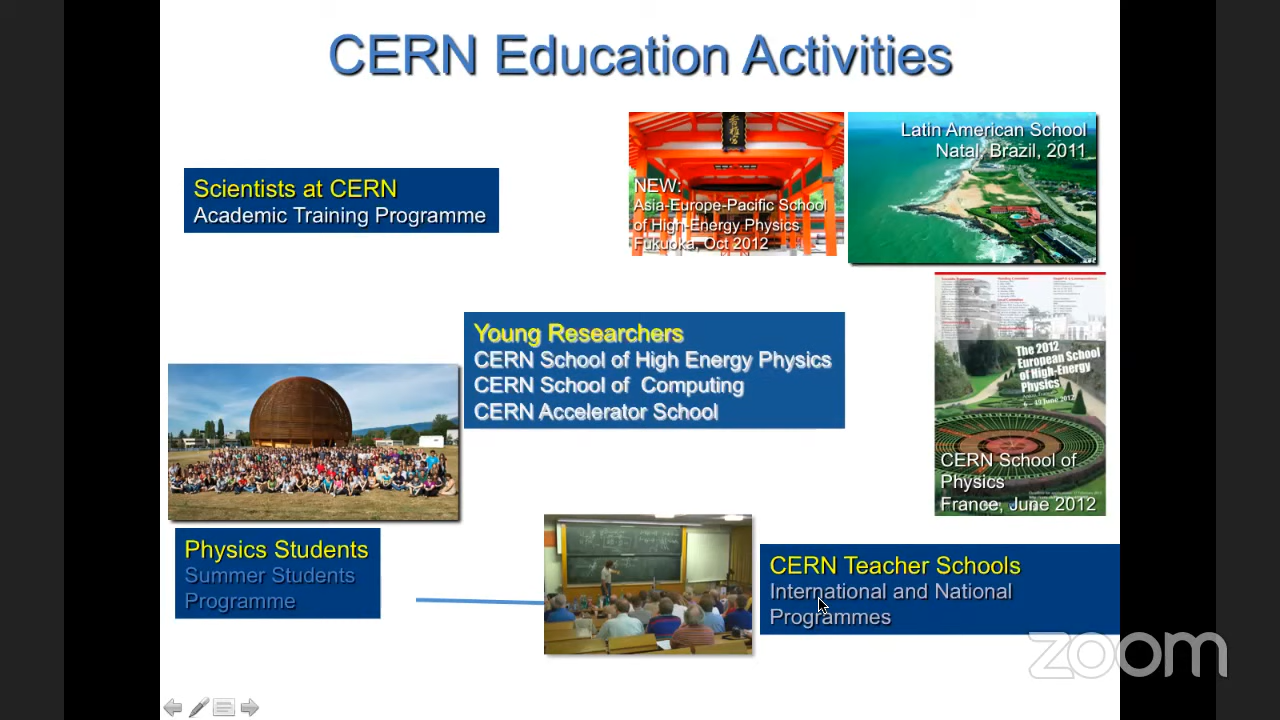 CERN Education Activities
Scientists at CERN
Academic Training Programme
NEW:
Asia-Europe-Pacific School
of High-Energy Physics
Fukuoka, Oct 2012
Latin American School
Natal, Brazil, 2011
Young Researchers
CERN School of High Energy Physics
CERN School of Computing
CERN Accelerator School
The 2012
European School
of High-Energy
Physics
CERN School of
Physics
France, June 2012
Physics Students
Summer Students
Programme
CERN Teacher Schools
International and National
Programmes
zoom